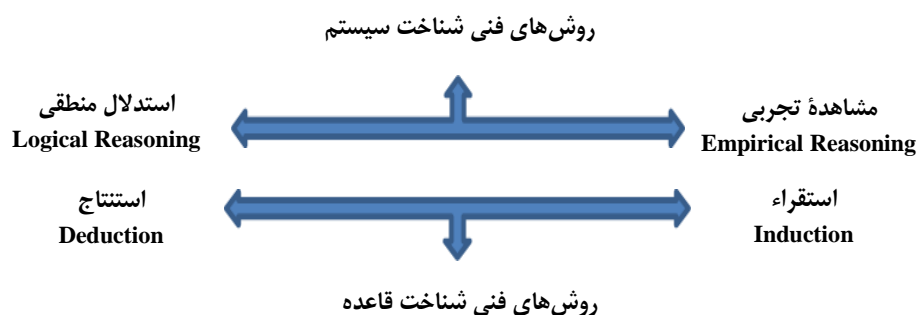 روش‌های فنی شناخت سیستم
مشاهدهٔ تجربی
Empirical Reasoning
استدلال منطقی
Logical Reasoning
استقراء
Induction
استنتاج
Deduction
روش‌های فنی شناخت قاعده